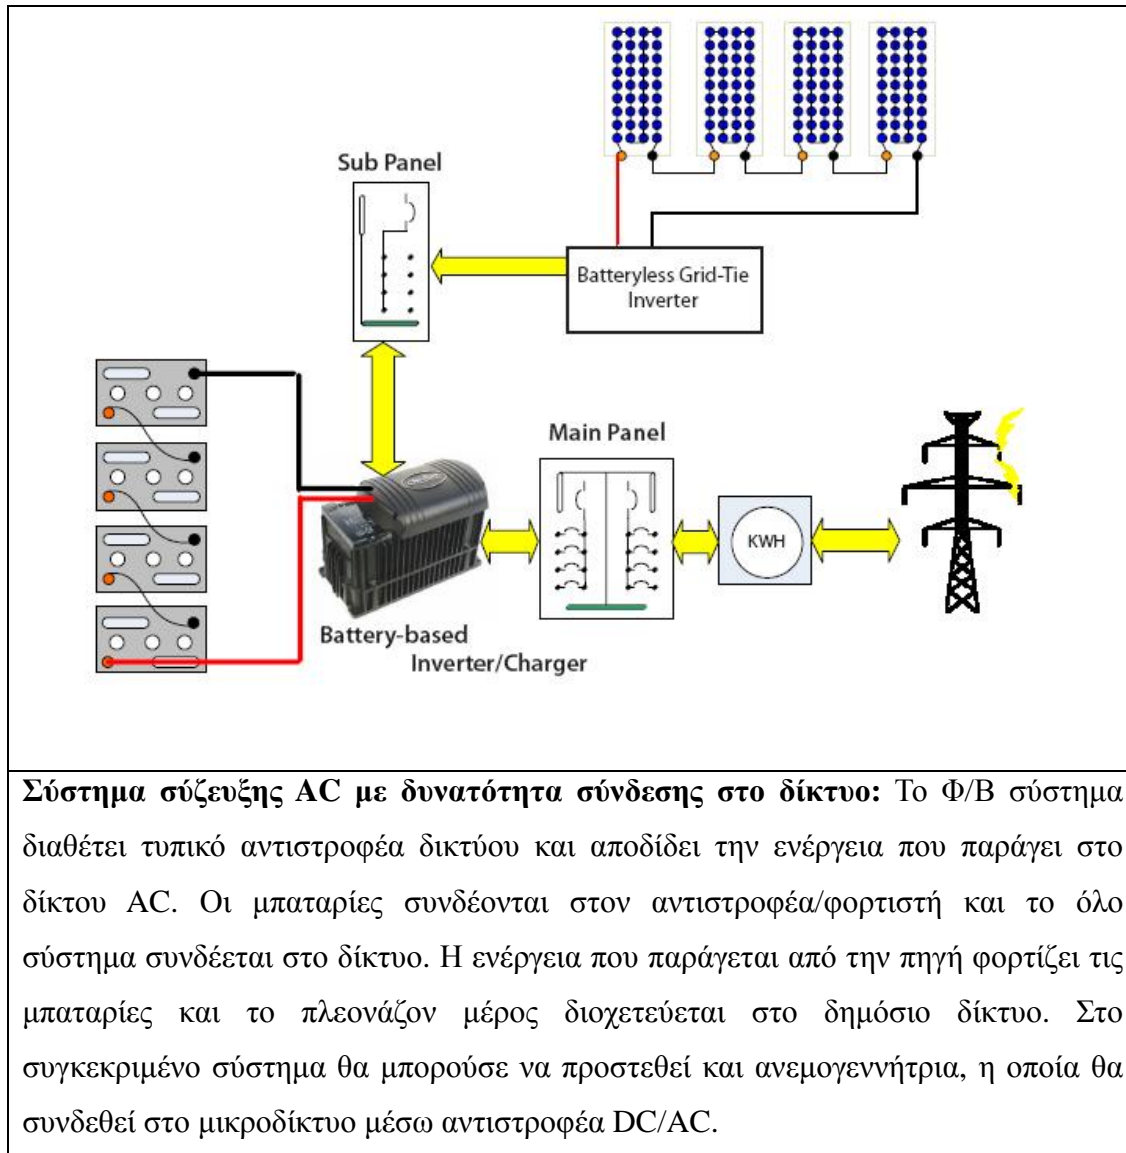 Sub Panel
Batteryless Grid-Tie
Inverter
Main Panel
KWH
Battery-based
Inverter/Charger
Σύστημα σύζευξης AC με δυνατότητα σύνδεσης στο δίκτυο: Το Φ/Β σύστημα
διαθέτει τυπικό αντιστροφέα δικτύου και αποδίδει την ενέργεια που παράγει στο
δίκτου AC. Οι μπαταρίες συνδέονται στον αντιστροφέα/φορτιστή και το όλο
σύστημα συνδέεται στο δίκτυο. Η ενέργεια που παράγεται από την πηγή φορτίζει τις
μπαταρίες και το πλεονάζον μέρος διοχετεύεται στο δημόσιο δίκτυο. Στο
συγκεκριμένο σύστημα θα μπορούσε να προστεθεί και ανεμογεννήτρια, η οποία θα
συνδεθεί στο μικροδίκτυο μέσω αντιστροφέα DC/AC.